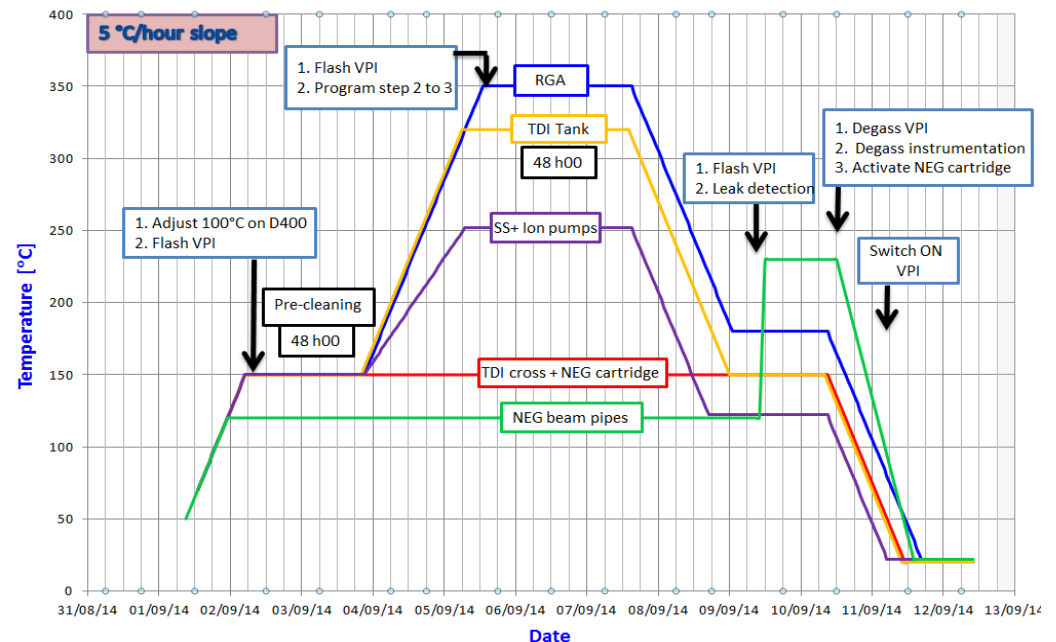 5 °C/hour slope
400
350
300
250
200
150
100
50
0
Temperature [°C]
1. Flash VPI
2. Program step 2 to 3
RGA
TDI Tank
48 h00
1. Degass VPI
2. Degass instrumentation
3. Activate NEG cartridge
1. Flash VPI
2. Leak detection
1. Adjust 100°C on D400
2. Flash VPI
SS+ Ion pumps
Switch ON
VPI
Pre-cleaning
48 h00
TDI cross + NEG cartridge
NEG beam pipes
31/08/14 01/09/14 02/09/14 03/09/14 04/09/14 05/09/14 06/09/14 07/09/14 08/09/14 09/09/14 10/09/14 11/09/14 12/09/14 13/09/14
Date